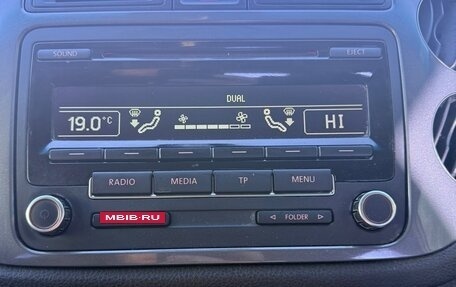 SOUND
EJECT
DUAL
19.0°C
HI
RADIO
MEDIA
TP
MENU
MBIB·RU
FOLDER